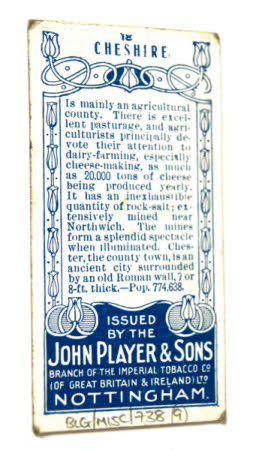 18
CHESHIRE
Is mainly an agricultural
county. There is excel-
lent pasturage, and agri-
culturists principally de-
vote their attention to
dairy-farming, especially
cheese-making, as much
as 20,000 tons of cheese
being produced yearly.
It has an inexhaustible
quantity of rock-salt; ex-
tensively mined near
Northwich. The mines
form a splendid spectacle
when illuminated. Ches-
ter, the county town, is an
ancient city surrounded
by an old Roman wall, 7 or
8-ft. thick.—Pop. 774,638.
ISSUED
BY THE
JOHN PLAYER & SONS
BRANCH OF THE IMPERIAL TOBACCO CO
(OF GREAT BRITAIN & IRELAND) LTD
NOTTINGHAM.
BLG/MISC/738/9)